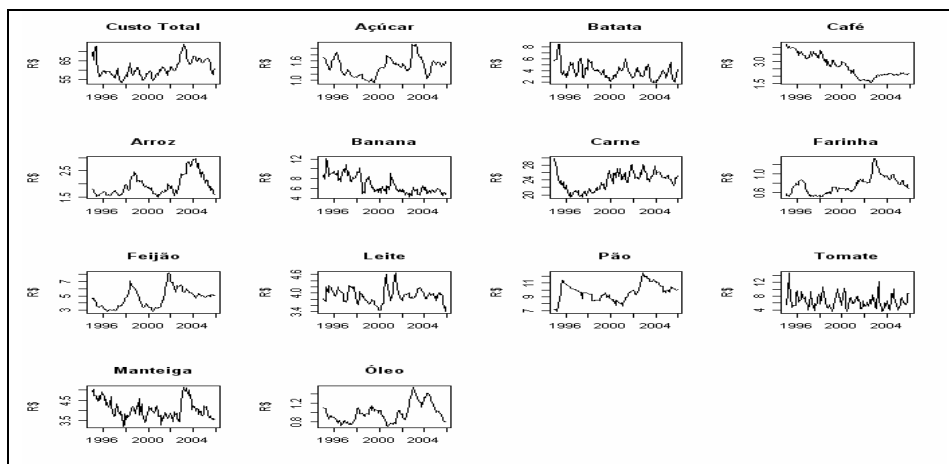 Custo Total Açúcar Batata Café
R$ 55 65 1996 2000 2004
R$ 1.0 1.6 1996 2000 2004
R$ 2 4 6 8 1996 2000 2004
R$ 1.5 3.0 1996 2000 2004
Arroz Banana Carne Farinha
R$ 1.5 2.5 1996 2000 2004
R$ 4 6 8 12 1996 2000 2004
R$ 20 24 28 1996 2000 2004
R$ 0.6 1.0 1996 2000 2004
Feijão Leite Pão Tomate
R$ 3 5 7 1996 2000 2004
R$ 3.4 4.0 4.6 1996 2000 2004
R$ 7 9 11 1996 2000 2004
R$ 4 8 12 1996 2000 2004
Manteiga Óleo
R$ 3.5 4.5 1996 2000 2004
R$ 0.8 1.2 1996 2000 2004